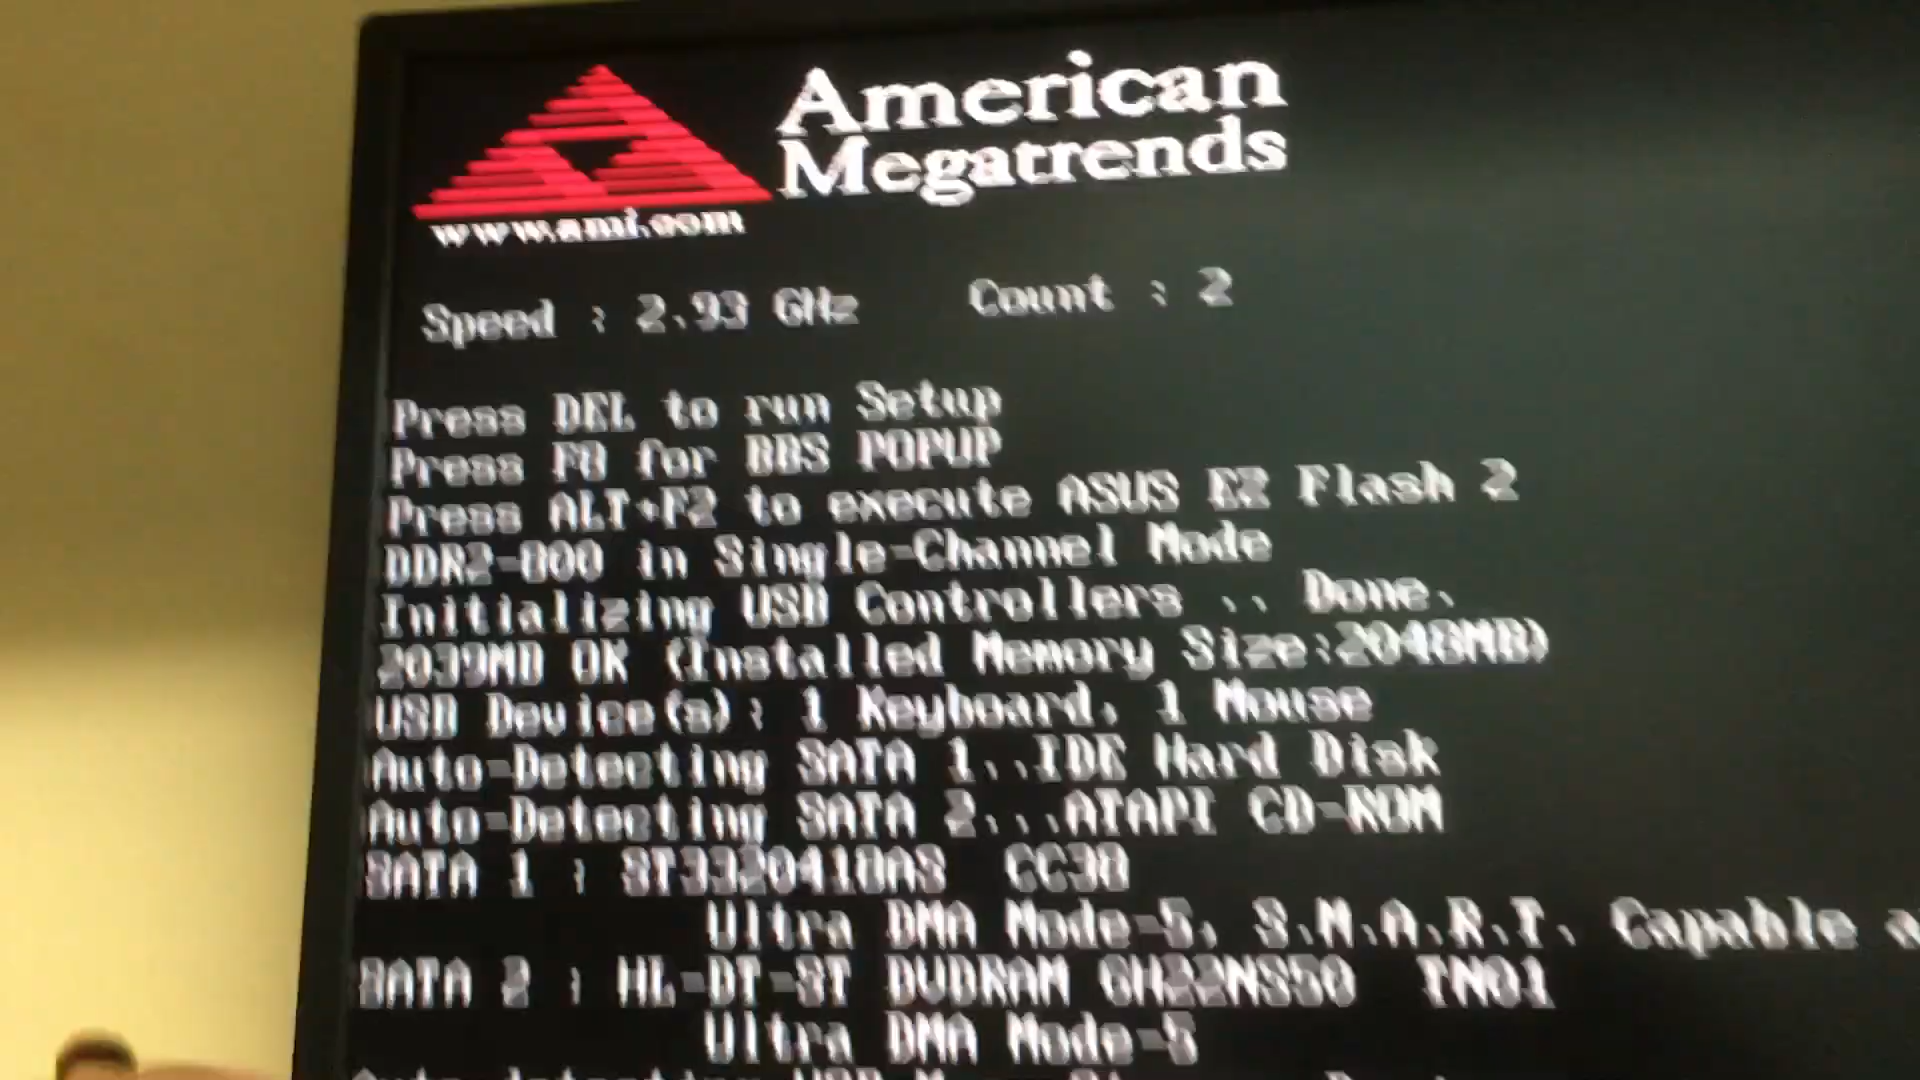 American
Megatrends
www.ami.com
Speed : 2.93 GHz Count : 2
Press DEL to run Setup
Press F8 for BBS POPUP
Press ALT+F2 to execute ASUS EZ Flash 2
DDR2-800 in Single-Channel Mode
Initializing USB Controllers .. Done.
2039MB OK (Installed Memory Size:2048MB)
USB Device(s): 1 Keyboard, 1 Mouse
Auto-Detecting SATA 1..IDE Hard Disk
Auto-Detecting SATA 2...ATAPI CD-ROM
SATA 1 : ST3320418AS CC38
Ultra DMA Mode-5, S.M.A.R.T. Capable
SATA 2 : HL-DT-ST DVDRAM GH22NS50 TN01
Ultra DMA Mode-5